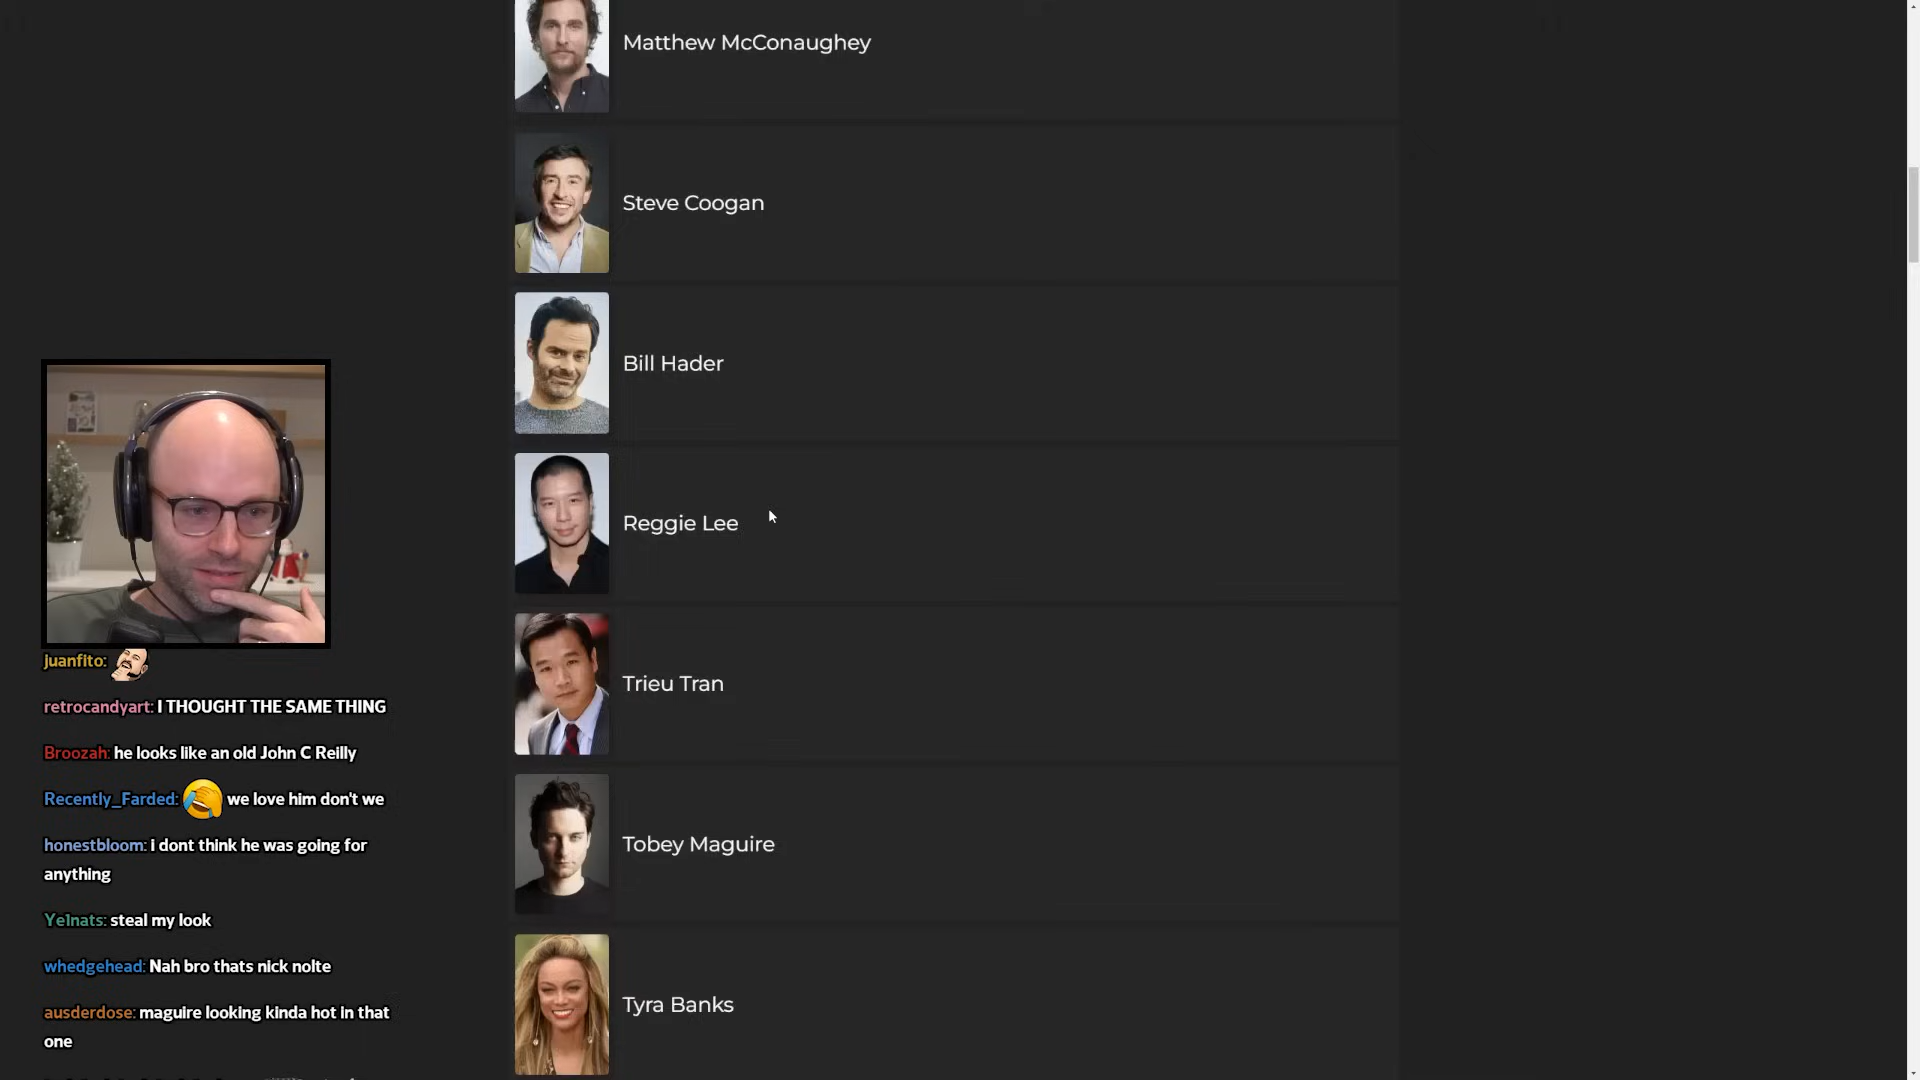 Matthew McConaughey
Steve Coogan
Bill Hader
Reggie Lee
Trieu Tran
Tobey Maguire
Tyra Banks
juanfito:
retrocandyart: I THOUGHT THE SAME THING
Broozah: he looks like an old John C Reilly
Recently_Farded: we love him don't we
honestbloom: i dont think he was going for
anything
Ye1nats: steal my look
whedgehead: Nah bro thats nick nolte
ausderdose: maguire looking kinda hot in that
one